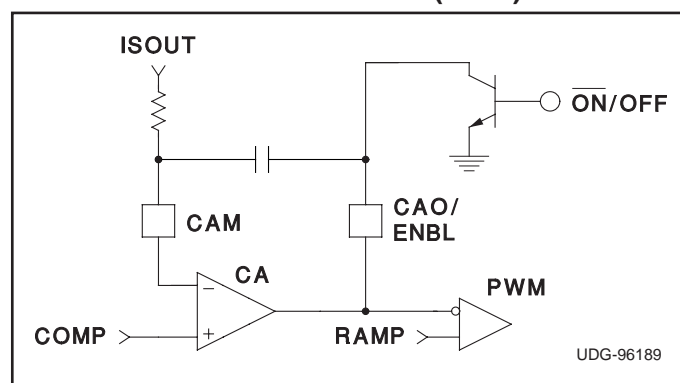 ISOUT
ON/OFF
CAM
CAO/
ENBL
CA
−
+
COMP
RAMP
PWM
UDG-96189